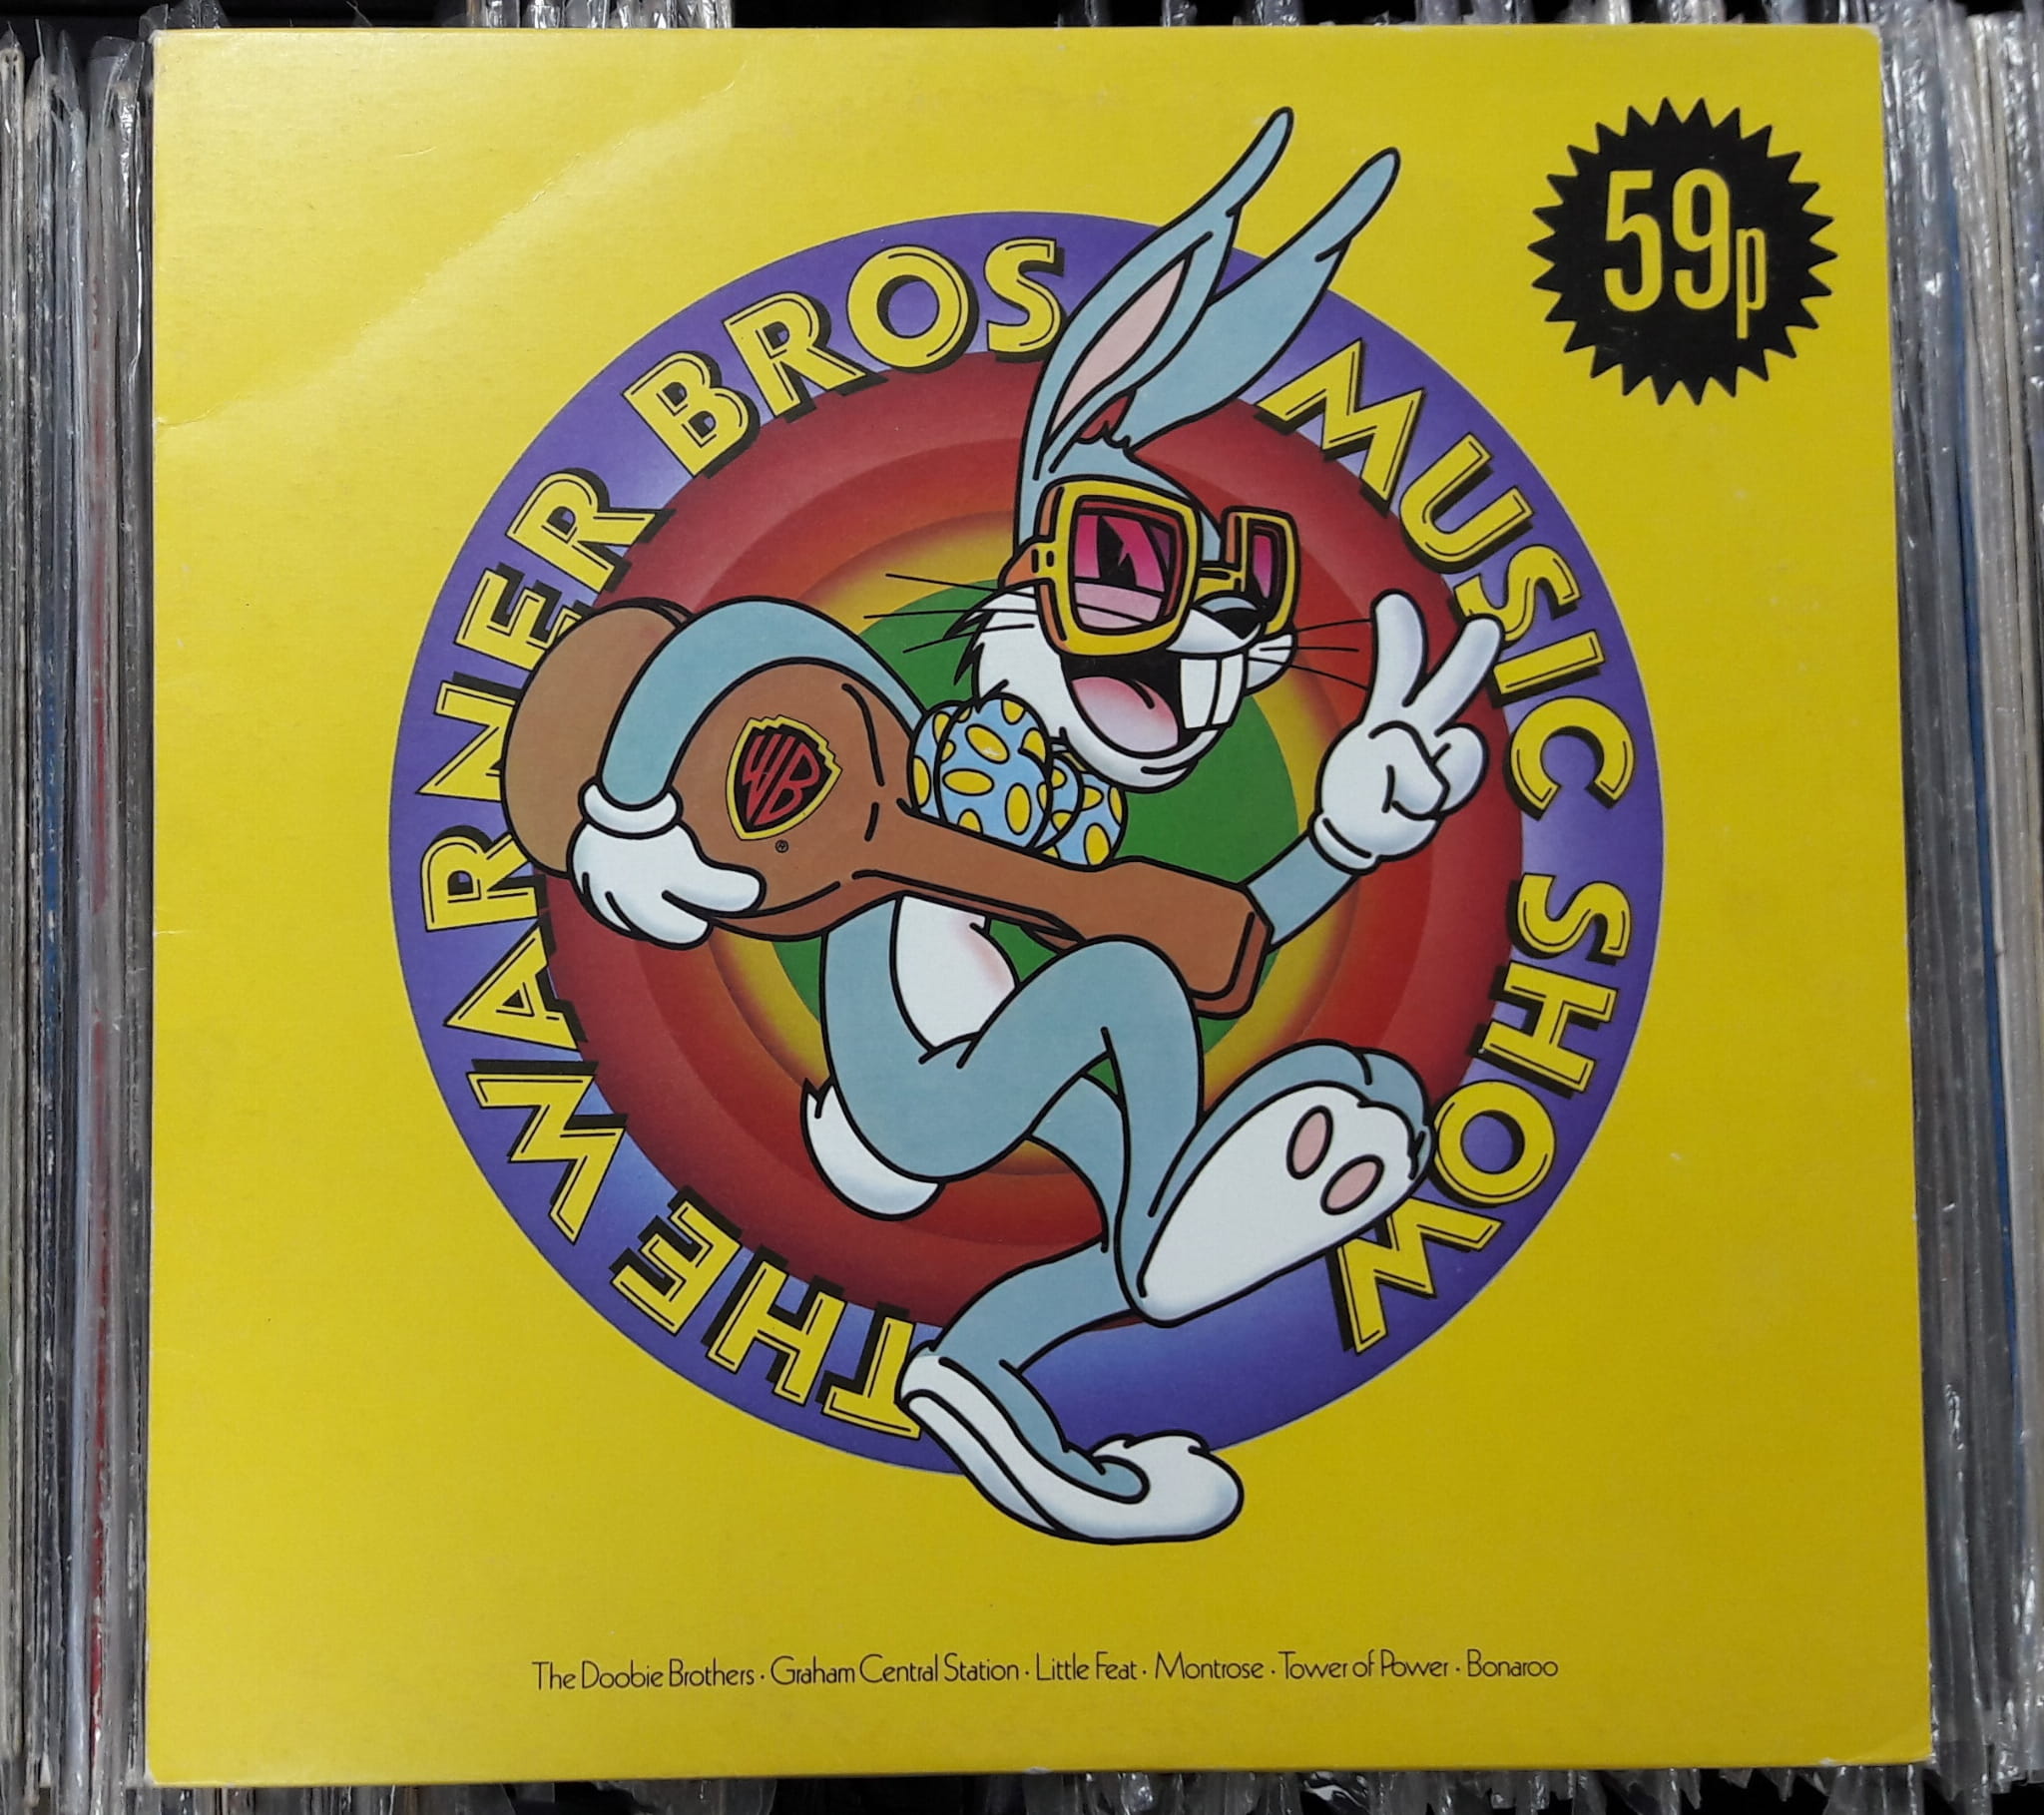 59p
THE WARNER BROS MUSIC SHOW
WB
®
The Doobie Brothers · Graham Central Station · Little Feat · Montrose · Tower of Power · Bonaroo